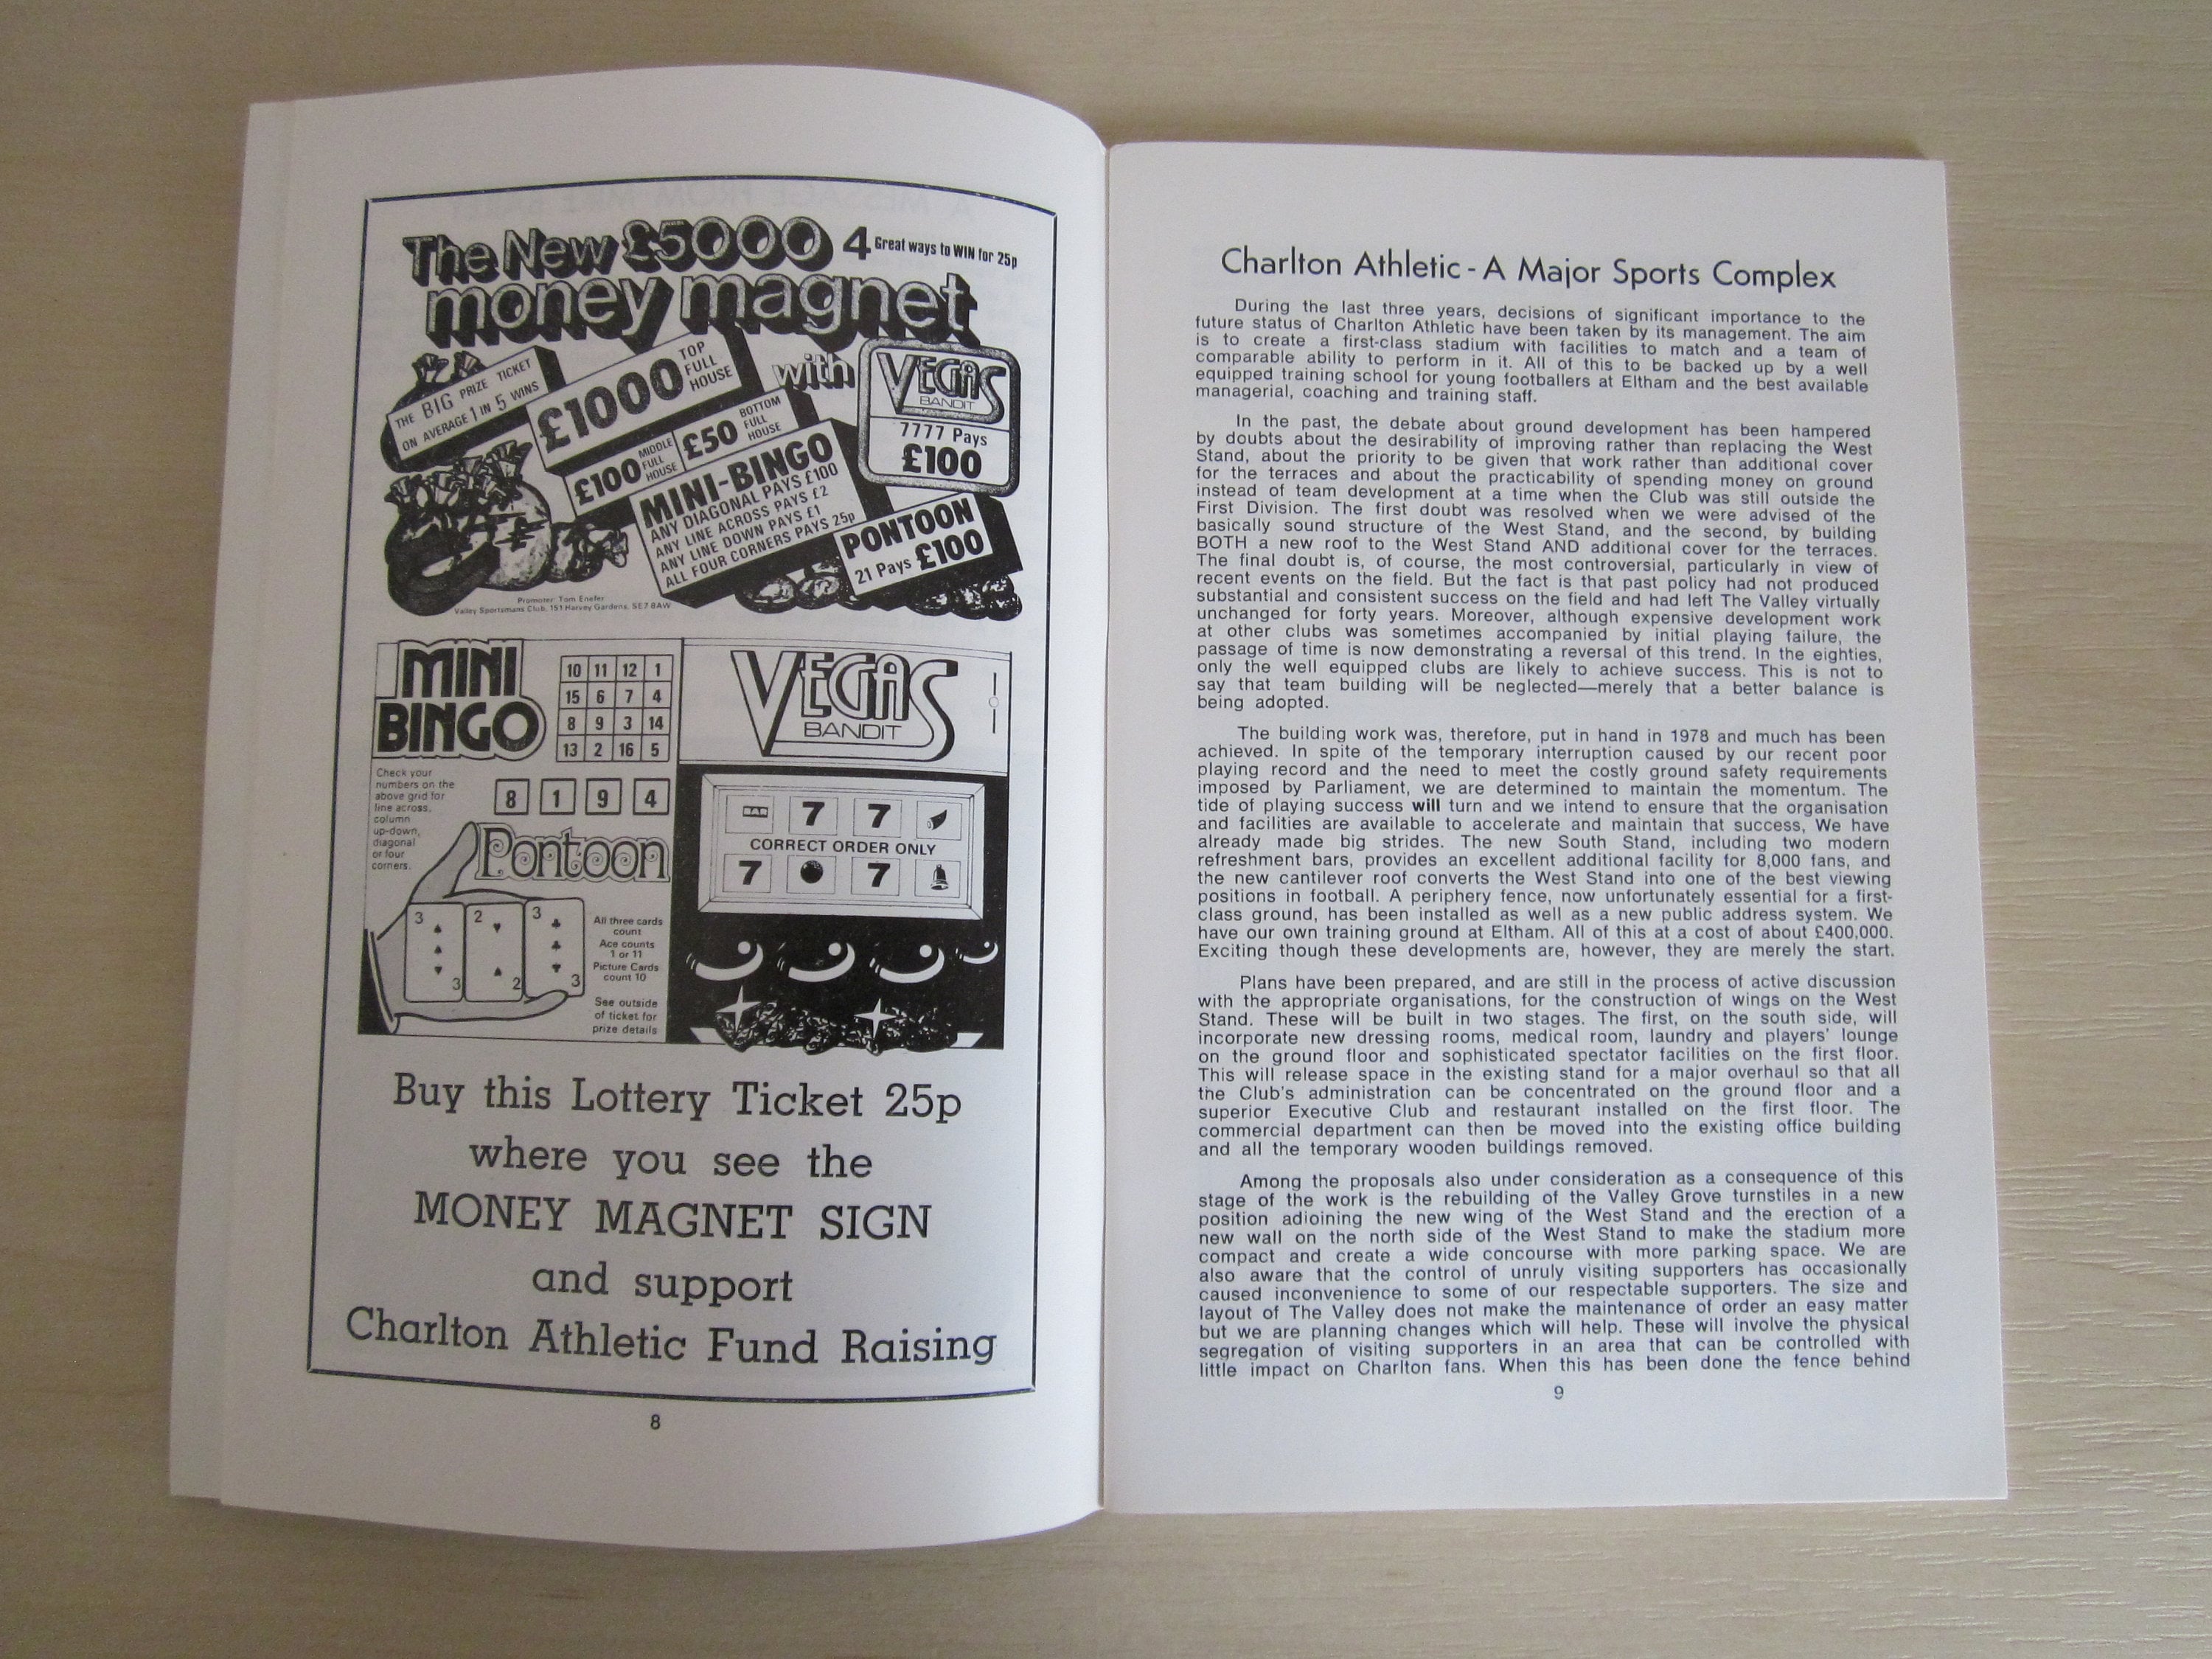 The New £5000
money magnet
4 Great ways to WIN for 25p
THE BIG PRIZE TICKET
ON AVERAGE 1 IN 5 WINS
£1000 TOP FULL HOUSE
£100 MIDDLE FULL HOUSE
£50 BOTTOM FULL HOUSE
with
VEGAS
BANDIT
7777 Pays
£100
MINI-BINGO
ANY DIAGONAL PAYS £100
ANY LINE ACROSS PAYS £2
ANY LINE DOWN PAYS £1
ALL FOUR CORNERS PAYS 25p
PONTOON
21 Pays £100
Promoter: Tom Enefer
Valley Sportsmans Club, 151 Harvey Gardens, SE7 8AW
MINI
BINGO
10 11 12 1
15 6 7 4
8 9 3 14
13 2 16 5
Check your
numbers on the
above grid for
line across,
column
up-down,
diagonal
or four
corners.
8 1 9 4
Pontoon
3 2 3
3 2 3
All three cards
count
Ace counts
1 or 11
Picture Cards
count 10
See outside
of ticket for
prize details
VEGAS
BANDIT
BAR 7 7
CORRECT ORDER ONLY
7 7
Buy this Lottery Ticket 25p
where you see the
MONEY MAGNET SIGN
and support
Charlton Athletic Fund Raising
8
Charlton Athletic - A Major Sports Complex
During the last three years, decisions of significant importance to the
future status of Charlton Athletic have been taken by its management. The aim
is to create a first-class stadium with facilities to match and a team of
comparable ability to perform in it. All of this to be backed up by a well
equipped training school for young footballers at Eltham and the best available
managerial, coaching and training staff.
In the past, the debate about ground development has been hampered
by doubts about the desirability of improving rather than replacing the West
Stand, about the priority to be given that work rather than additional cover
for the terraces and about the practicability of spending money on ground
instead of team development at a time when the Club was still outside the
First Division. The first doubt was resolved when we were advised of the
basically sound structure of the West Stand, and the second, by building
BOTH a new roof to the West Stand AND additional cover for the terraces.
The final doubt is, of course, the most controversial, particularly in view of
recent events on the field. But the fact is that past policy had not produced
substantial and consistent success on the field and had left The Valley virtually
unchanged for forty years. Moreover, although expensive development work
at other clubs was sometimes accompanied by initial playing failure, the
passage of time is now demonstrating a reversal of this trend. In the eighties,
only the well equipped clubs are likely to achieve success. This is not to
say that team building will be neglected—merely that a better balance is
being adopted.
The building work was, therefore, put in hand in 1978 and much has been
achieved. In spite of the temporary interruption caused by our recent poor
playing record and the need to meet the costly ground safety requirements
imposed by Parliament, we are determined to maintain the momentum. The
tide of playing success will turn and we intend to ensure that the organisation
and facilities are available to accelerate and maintain that success, We have
already made big strides. The new South Stand, including two modern
refreshment bars, provides an excellent additional facility for 8,000 fans, and
the new cantilever roof converts the West Stand into one of the best viewing
positions in football. A periphery fence, now unfortunately essential for a first-
class ground, has been installed as well as a new public address system. We
have our own training ground at Eltham. All of this at a cost of about £400,000.
Exciting though these developments are, however, they are merely the start.
Plans have been prepared, and are still in the process of active discussion
with the appropriate organisations, for the construction of wings on the West
Stand. These will be built in two stages. The first, on the south side, will
incorporate new dressing rooms, medical room, laundry and players' lounge
on the ground floor and sophisticated spectator facilities on the first floor.
This will release space in the existing stand for a major overhaul so that all
the Club's administration can be concentrated on the ground floor and a
superior Executive Club and restaurant installed on the first floor. The
commercial department can then be moved into the existing office building
and all the temporary wooden buildings removed.
Among the proposals also under consideration as a consequence of this
stage of the work is the rebuilding of the Valley Grove turnstiles in a new
position adioining the new wing of the West Stand and the erection of a
new wall on the north side of the West Stand to make the stadium more
compact and create a wide concourse with more parking space. We are
also aware that the control of unruly visiting supporters has occasionally
caused inconvenience to some of our respectable supporters. The size and
layout of The Valley does not make the maintenance of order an easy matter
but we are planning changes which will help. These will involve the physical
segregation of visiting supporters in an area that can be controlled with
little impact on Charlton fans. When this has been done the fence behind
9